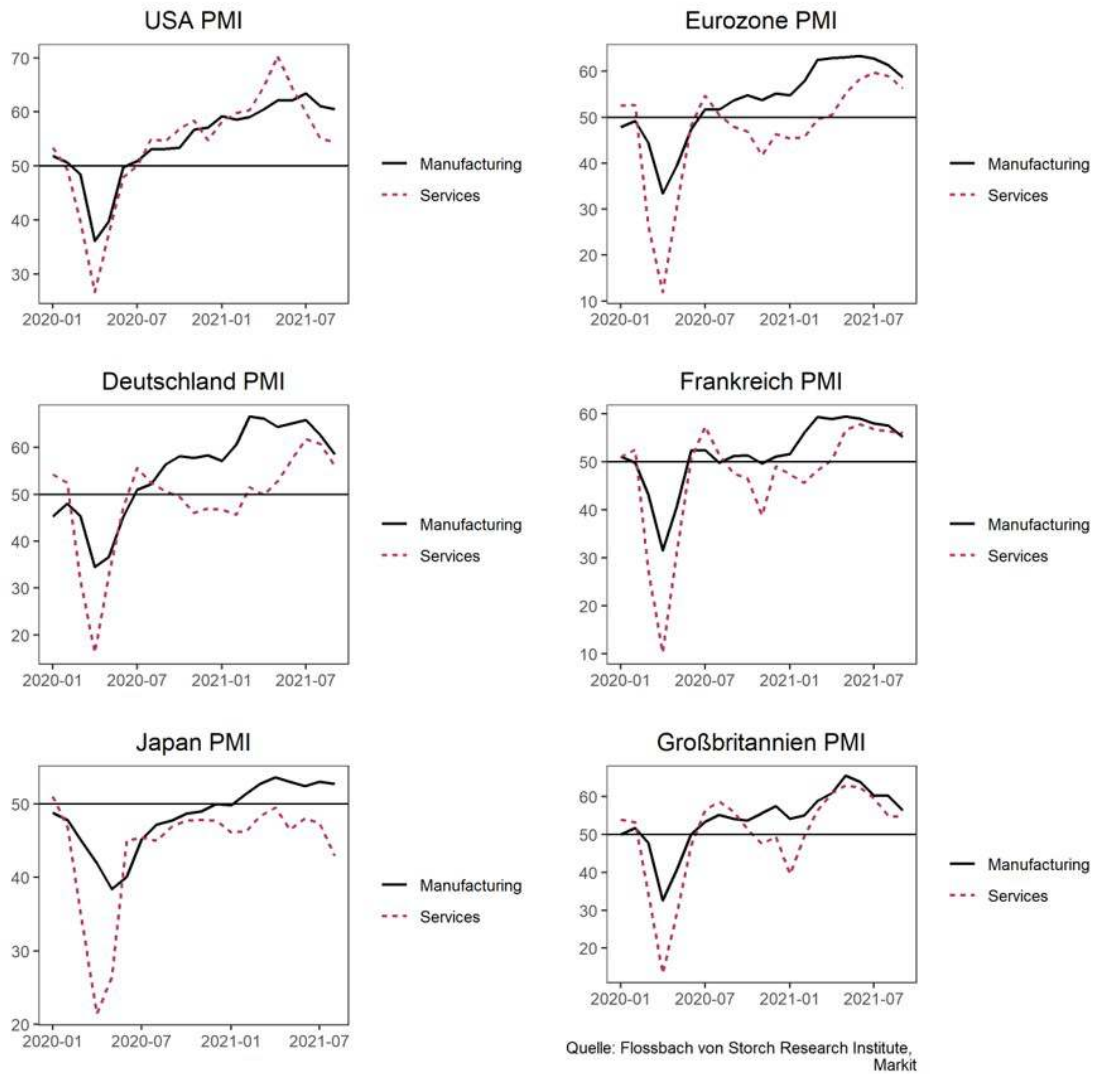 USA PMI
70
60
50
40
30
2020-01 2020-07 2021-01 2021-07
Manufacturing
Services
Eurozone PMI
60
50
40
30
20
10
2020-01 2020-07 2021-01 2021-07
Manufacturing
Services
Deutschland PMI
60
50
40
30
20
2020-01 2020-07 2021-01 2021-07
Manufacturing
Services
Frankreich PMI
60
50
40
30
20
10
2020-01 2020-07 2021-01 2021-07
Manufacturing
Services
Japan PMI
50
40
30
20
2020-01 2020-07 2021-01 2021-07
Manufacturing
Services
Großbritannien PMI
60
50
40
30
20
2020-01 2020-07 2021-01 2021-07
Manufacturing
Services
Quelle: Flossbach von Storch Research Institute,
Markit